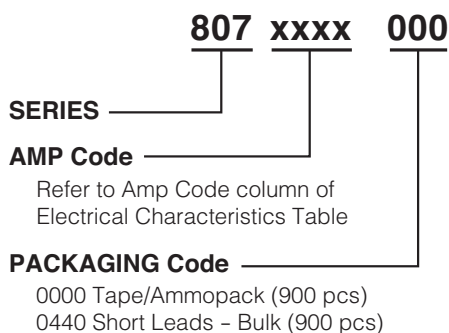 807 xxxx 000
SERIES
AMP Code
Refer to Amp Code column of
Electrical Characteristics Table
PACKAGING Code
0000 Tape/Ammopack (900 pcs)
0440 Short Leads – Bulk (900 pcs)